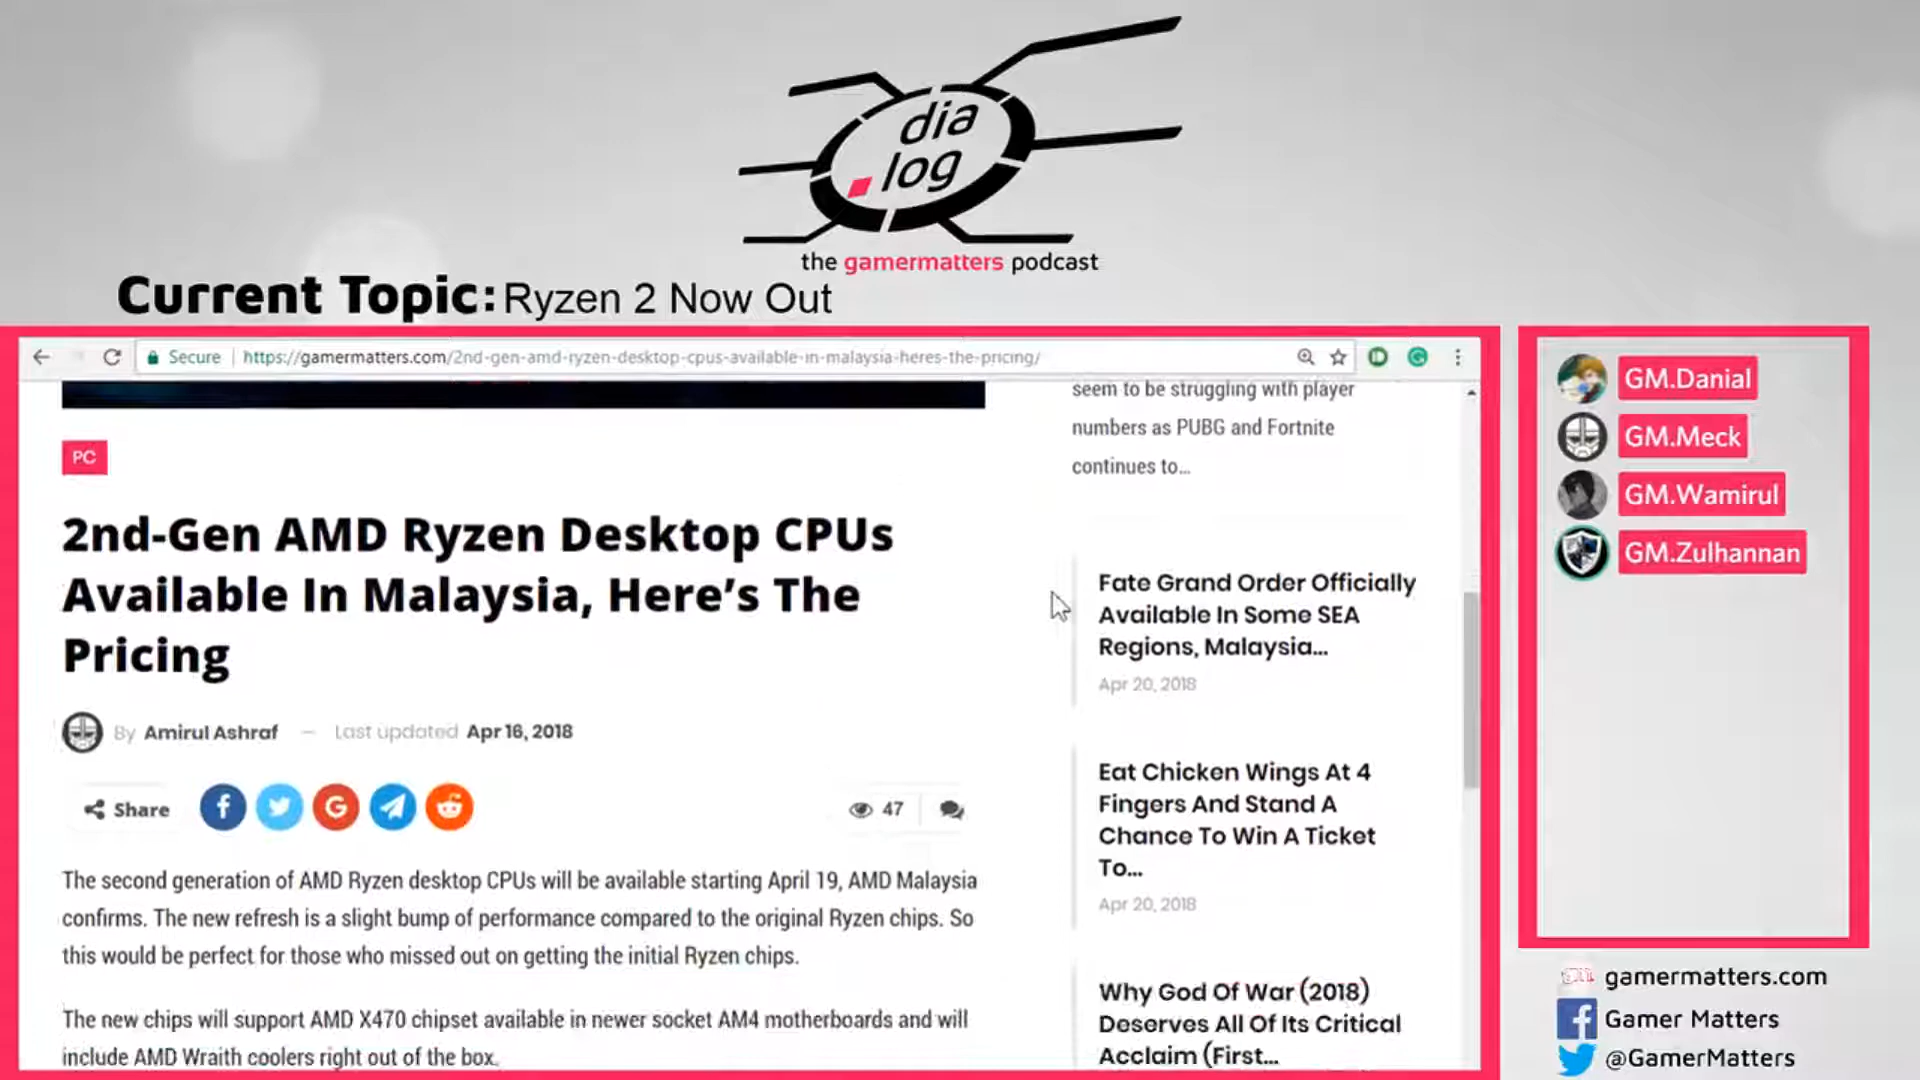 dia
.log
the gamermatters podcast
Current Topic: Ryzen 2 Now Out
Secure
https://gamermatters.com/2nd-gen-amd-ryzen-desktop-cpus-available-in-malaysia-heres-the-pricing/
PC
2nd-Gen AMD Ryzen Desktop CPUs
Available In Malaysia, Here's The
Pricing
By Amirul Ashraf — Last updated Apr 16, 2018
Share
47
The second generation of AMD Ryzen desktop CPUs will be available starting April 19, AMD Malaysia
confirms. The new refresh is a slight bump of performance compared to the original Ryzen chips. So
this would be perfect for those who missed out on getting the initial Ryzen chips.
The new chips will support AMD X470 chipset available in newer socket AM4 motherboards and will
include AMD Wraith coolers right out of the box.
seem to be struggling with player
numbers as PUBG and Fortnite
continues to...
Fate Grand Order Officially
Available In Some SEA
Regions, Malaysia...
Apr 20, 2018
Eat Chicken Wings At 4
Fingers And Stand A
Chance To Win A Ticket
To...
Apr 20, 2018
Why God Of War (2018)
Deserves All Of Its Critical
Acclaim (First...
GM.Danial
GM.Meck
GM.Wamirul
GM.Zulhannan
gamermatters.com
Gamer Matters
@GamerMatters